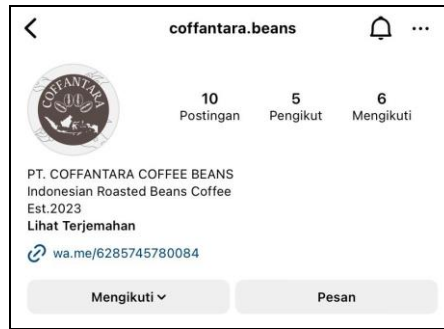 coffantara.beans
COFFANTARA
10 5 6
Postingan Pengikut Mengikuti
PT. COFFANTARA COFFEE BEANS
Indonesian Roasted Beans Coffee
Est.2023
Lihat Terjemahan
wa.me/6285745780084
Mengikuti Pesan